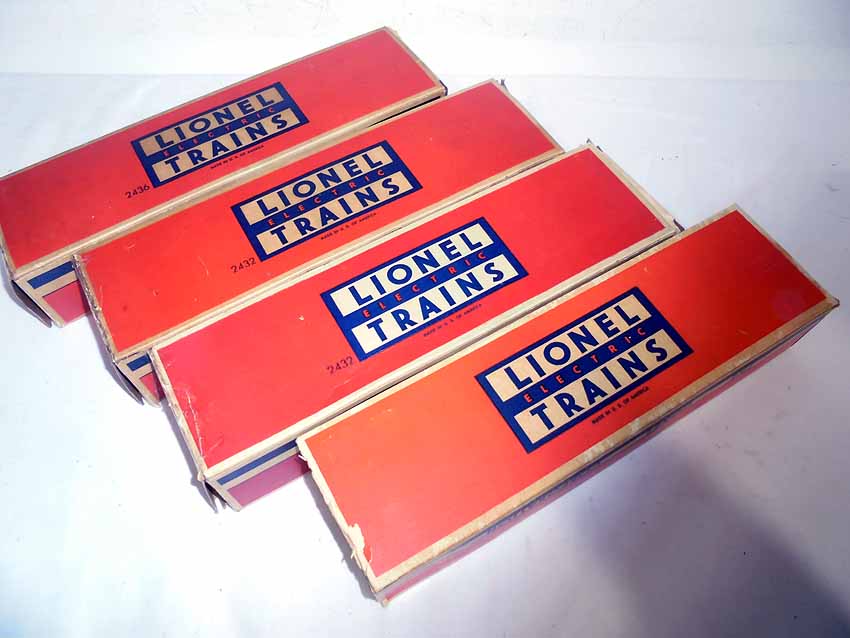 LIONEL
ELECTRIC
TRAINS
MADE IN U. S. OF AMERICA
2436
LIONEL
ELECTRIC
TRAINS
MADE IN U. S. OF AMERICA
2432
LIONEL
ELECTRIC
TRAINS
MADE IN U. S. OF AMERICA
2432
LIONEL
ELECTRIC
TRAINS
MADE IN U. S. OF AMERICA